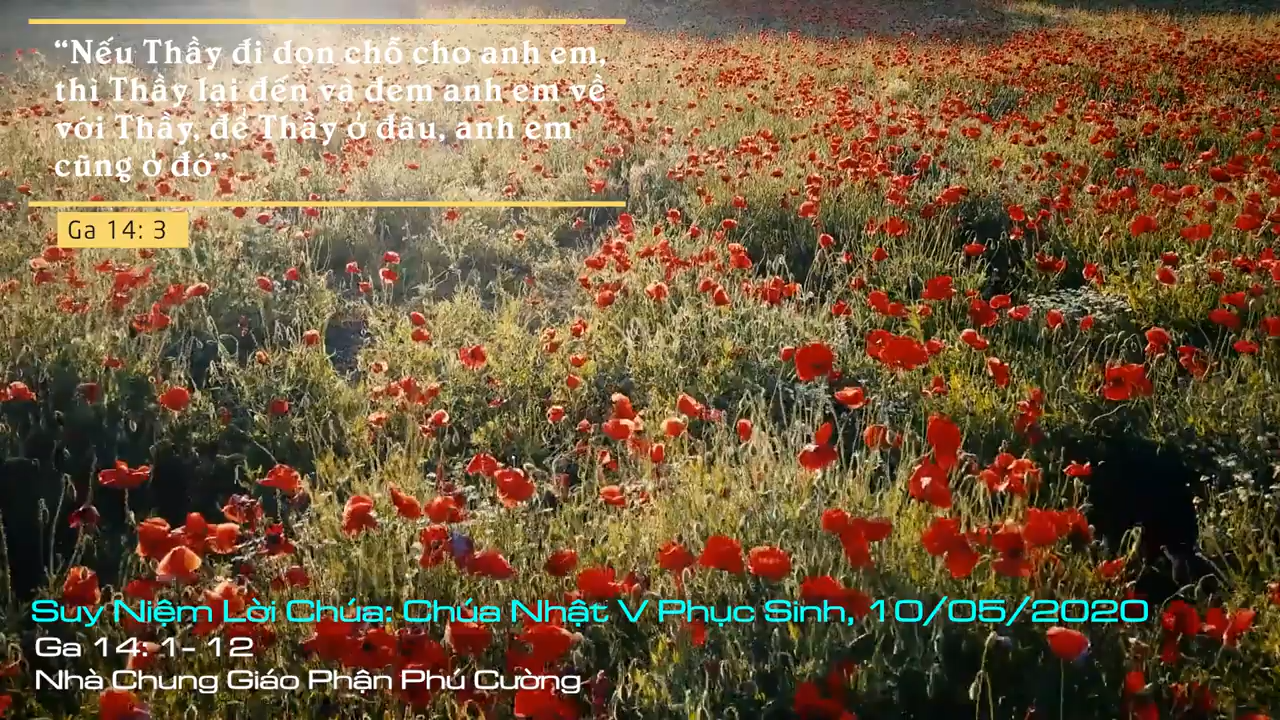 “Nếu Thầy đi dọn chỗ cho anh em,
thì Thầy lại đến và đem anh em về
với Thầy, để Thầy ở đâu, anh em
cũng ở đó”
Ga 14: 3
Suy Niệm Lời Chúa: Chúa Nhật V Phục Sinh, 10/05/2020
Ga 14: 1- 12
Nhà Chung Giáo Phận Phú Cường